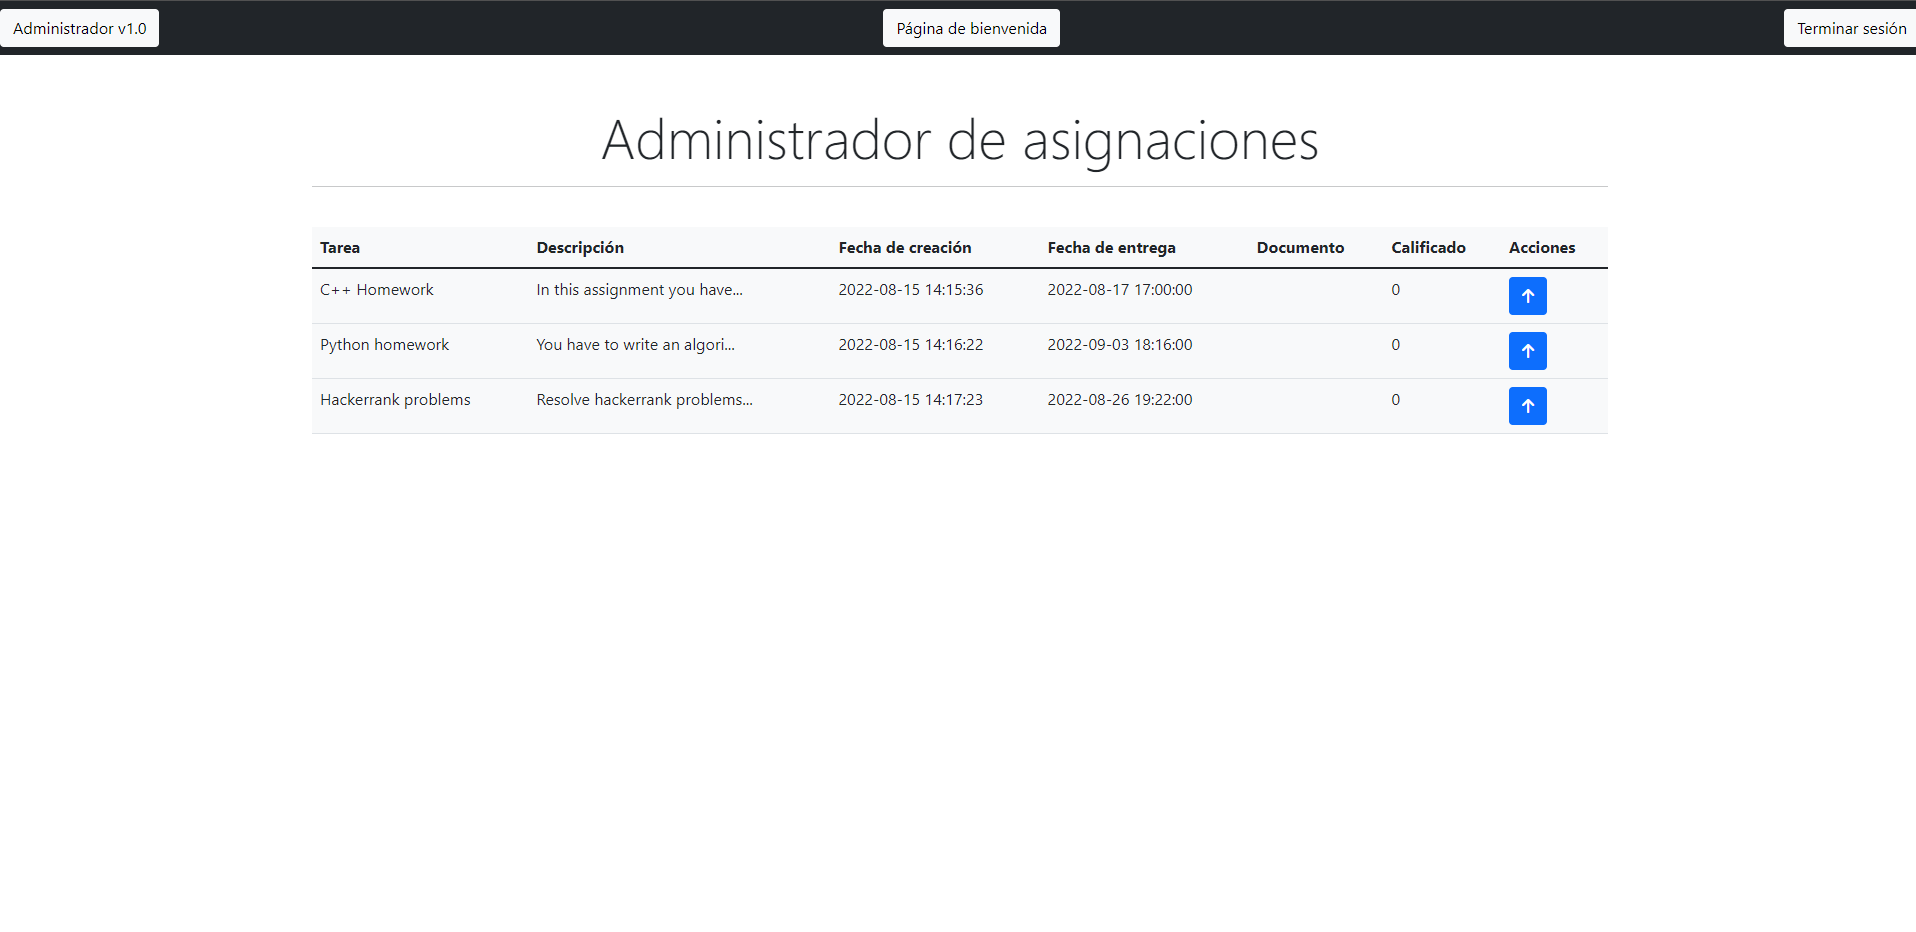 Administrador v1.0 Página de bienvenida Terminar sesión
Administrador de asignaciones
Tarea Descripción Fecha de creación Fecha de entrega Documento Calificado Acciones
C++ Homework In this assignment you have... 2022-08-15 14:15:36 2022-08-17 17:00:00 0
Python homework You have to write an algori... 2022-08-15 14:16:22 2022-09-03 18:16:00 0
Hackerrank problems Resolve hackerrank problems... 2022-08-15 14:17:23 2022-08-26 19:22:00 0